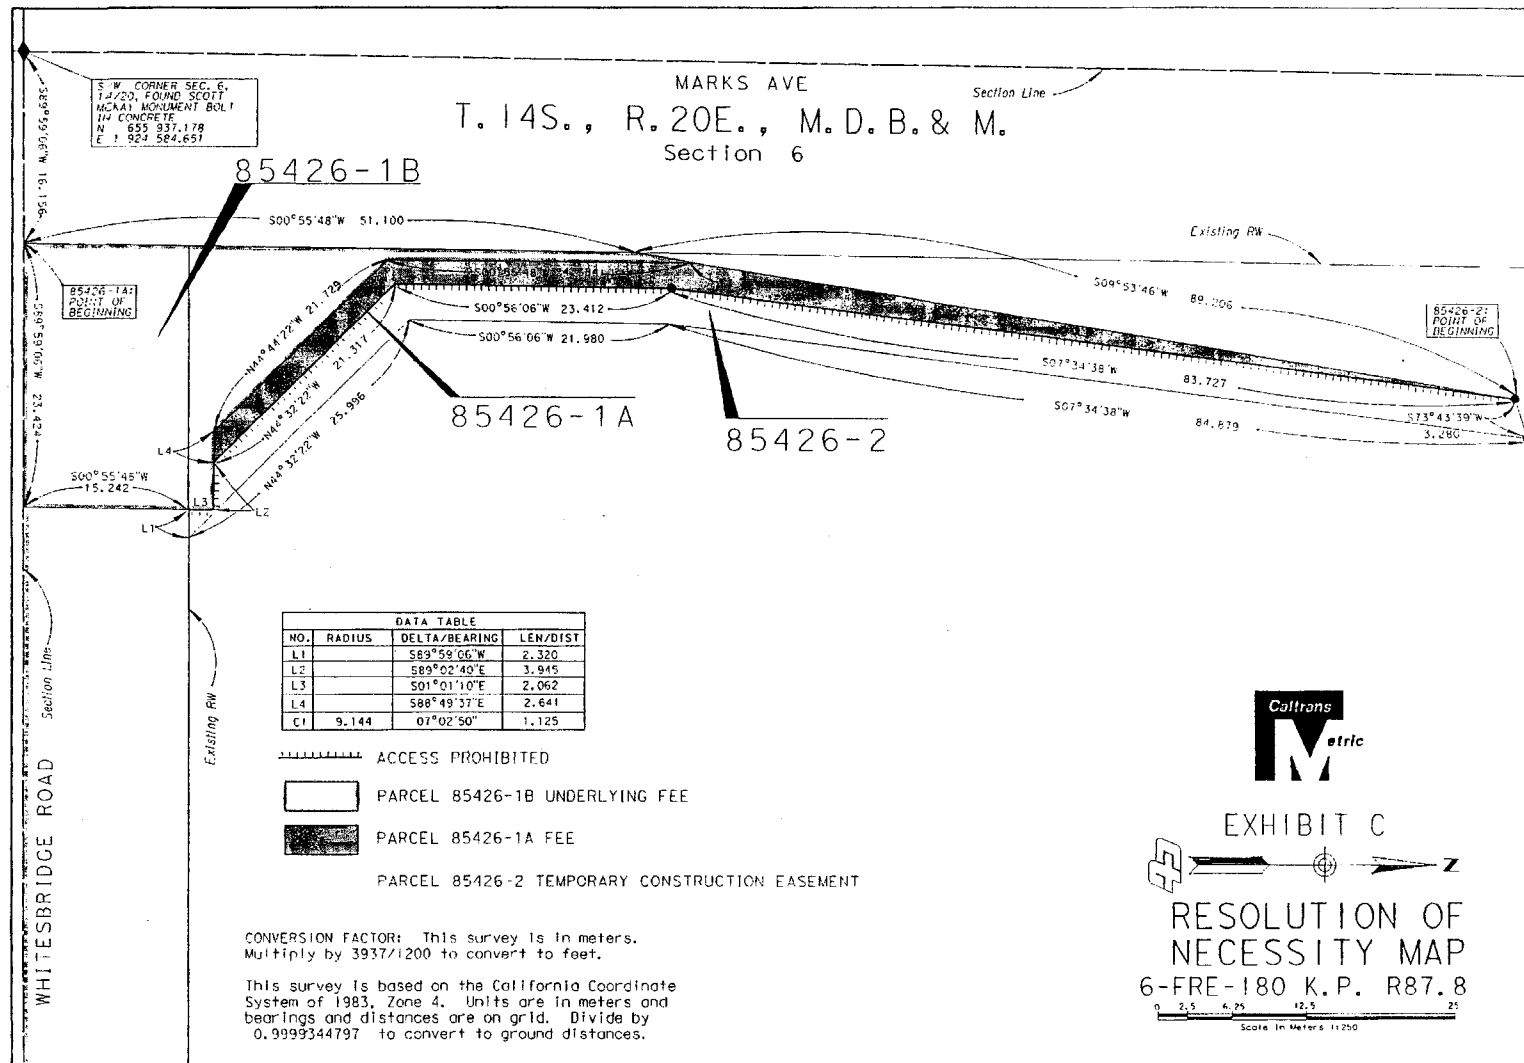 MARKS AVE
Section Line
T. 14S., R. 20E., M. D. B. & M.
Section 6
S/W CORNER SEC. 6,
14/20, FOUND SCOTT
MCKAY MONUMENT BOLT
IN CONCRETE
N 655 937.178
E 1 924 584.651
S89°59'06"W 16.156
85426-1B
S00°55'48"W 51.100
Existing RW
85426-1A:
POINT OF
BEGINNING
S89°59'06"W 23.424
N44°44'22"W 21.729
S00°56'06"W 23.412
S00°56'06"W 21.980
N44°32'22"W 21.317
N44°32'22"W 25.996
S09°53'46"W 89.206
85426-2:
POINT OF
BEGINNING
S07°34'38"W 83.727
S07°34'38"W 84.879
S73°43'39"W
3.280
85426-1A
85426-2
L4
S00°55'45"W
15.242
L3
L2
L1
Section Line
Existing RW
WHITESBRIDGE ROAD
DATA TABLE
NO. RADIUS DELTA/BEARING LEN/DIST
L1 S89°59'06"W 2.320
L2 S89°02'40"E 3.945
L3 S01°01'10"E 2.062
L4 S88°49'37"E 2.641
C1 9.144 07°02'50" 1.125
ACCESS PROHIBITED
PARCEL 85426-1B UNDERLYING FEE
PARCEL 85426-1A FEE
PARCEL 85426-2 TEMPORARY CONSTRUCTION EASEMENT
CONVERSION FACTOR: This survey is in meters.
Multiply by 3937/1200 to convert to feet.
This survey is based on the California Coordinate
System of 1983, Zone 4. Units are in meters and
bearings and distances are on grid. Divide by
0.9999344797 to convert to ground distances.
Caltrans
Metric
EXHIBIT C
N
RESOLUTION OF
NECESSITY MAP
6-FRE-180 K.P. R87.8
0 2.5 6.25 12.5 25
Scale in Meters 1:250